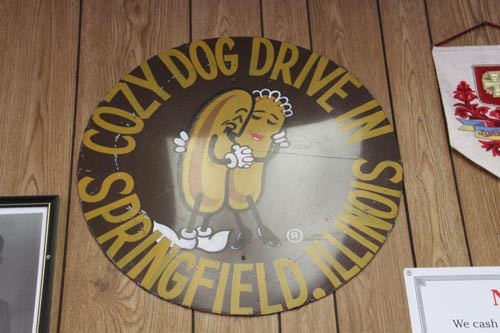 COZY DOG DRIVE IN
SPRINGFIELD. ILLINOIS
®
We cash